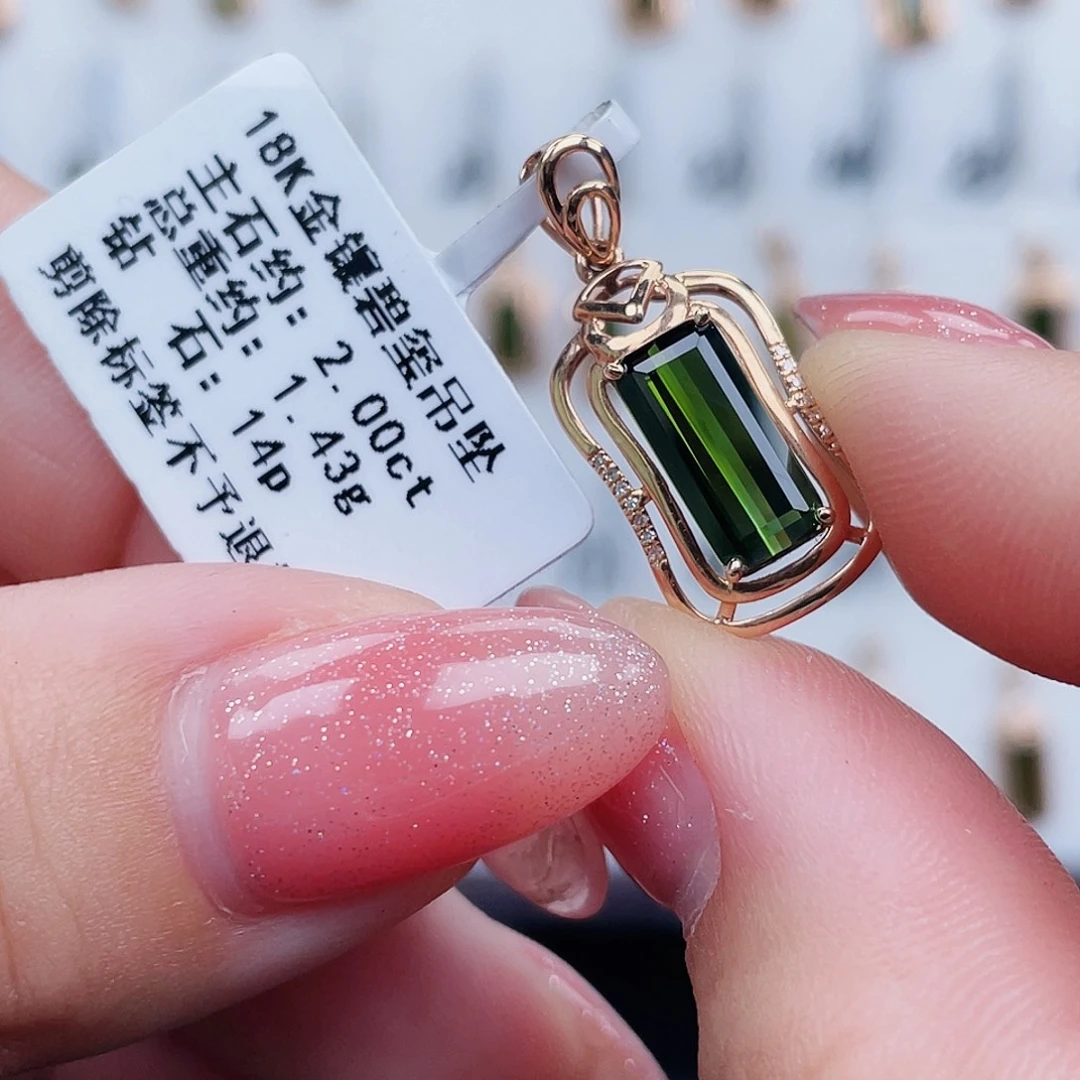 18K金镶碧玺吊坠
主石约: 2.00ct
总重约: 1.43g
钻 石: 14p
剪除标签不予退